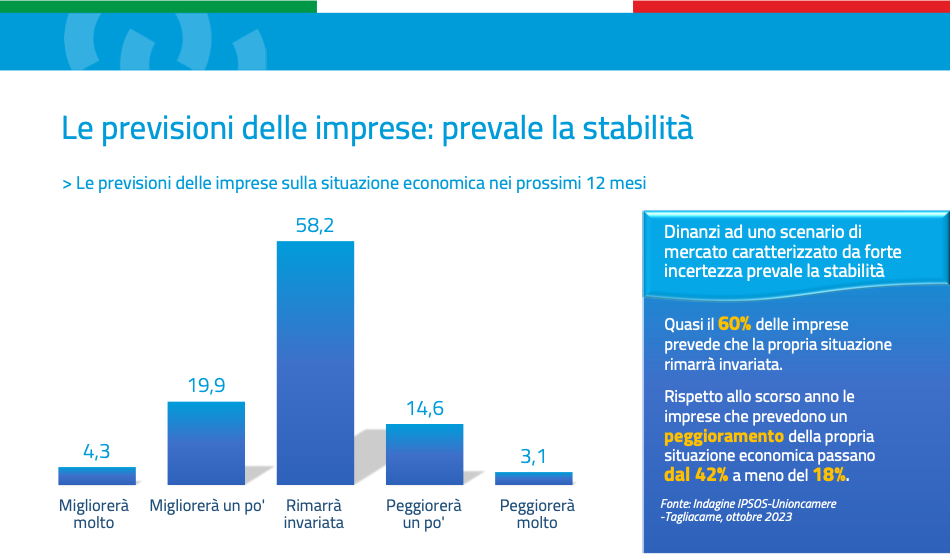 Le previsioni delle imprese: prevale la stabilità
> Le previsioni delle imprese sulla situazione economica nei prossimi 12 mesi
4,3
19,9
58,2
14,6
3,1
Migliorerà
molto
Migliorerà un po'
Rimarrà
invariata
Peggiorerà
un po'
Peggiorerà
molto
Dinanzi ad uno scenario di
mercato caratterizzato da forte
incertezza prevale la stabilità
Quasi il 60% delle imprese
prevede che la propria situazione
rimarrà invariata.
Rispetto allo scorso anno le
imprese che prevedono un
peggioramento della propria
situazione economica passano
dal 42% a meno del 18%.
Fonte: Indagine IPSOS-Unioncamere
-Tagliacarne, ottobre 2023